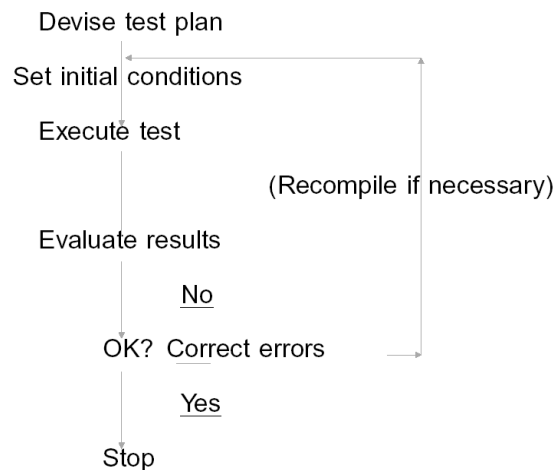 Devise test plan
Set initial conditions
Execute test
(Recompile if necessary)
Evaluate results
No
OK? Correct errors
Yes
Stop